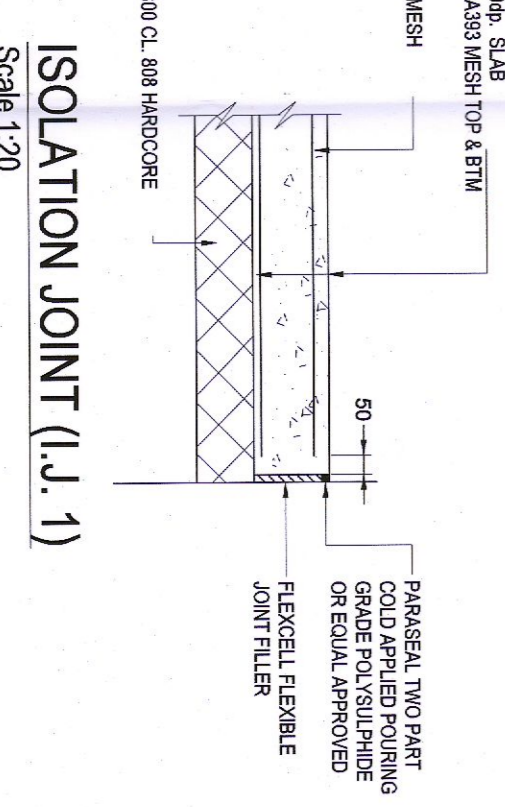 SLAB
A393 MESH TOP & BTM
MESH
CL. 808 HARDCORE
50
PARASEAL TWO PART
COLD APPLIED POURING
GRADE POLYSULPHIDE
OR EQUAL APPROVED
FLEXCELL FLEXIBLE
JOINT FILLER
ISOLATION JOINT (I.J. 1)
Scale 1:20